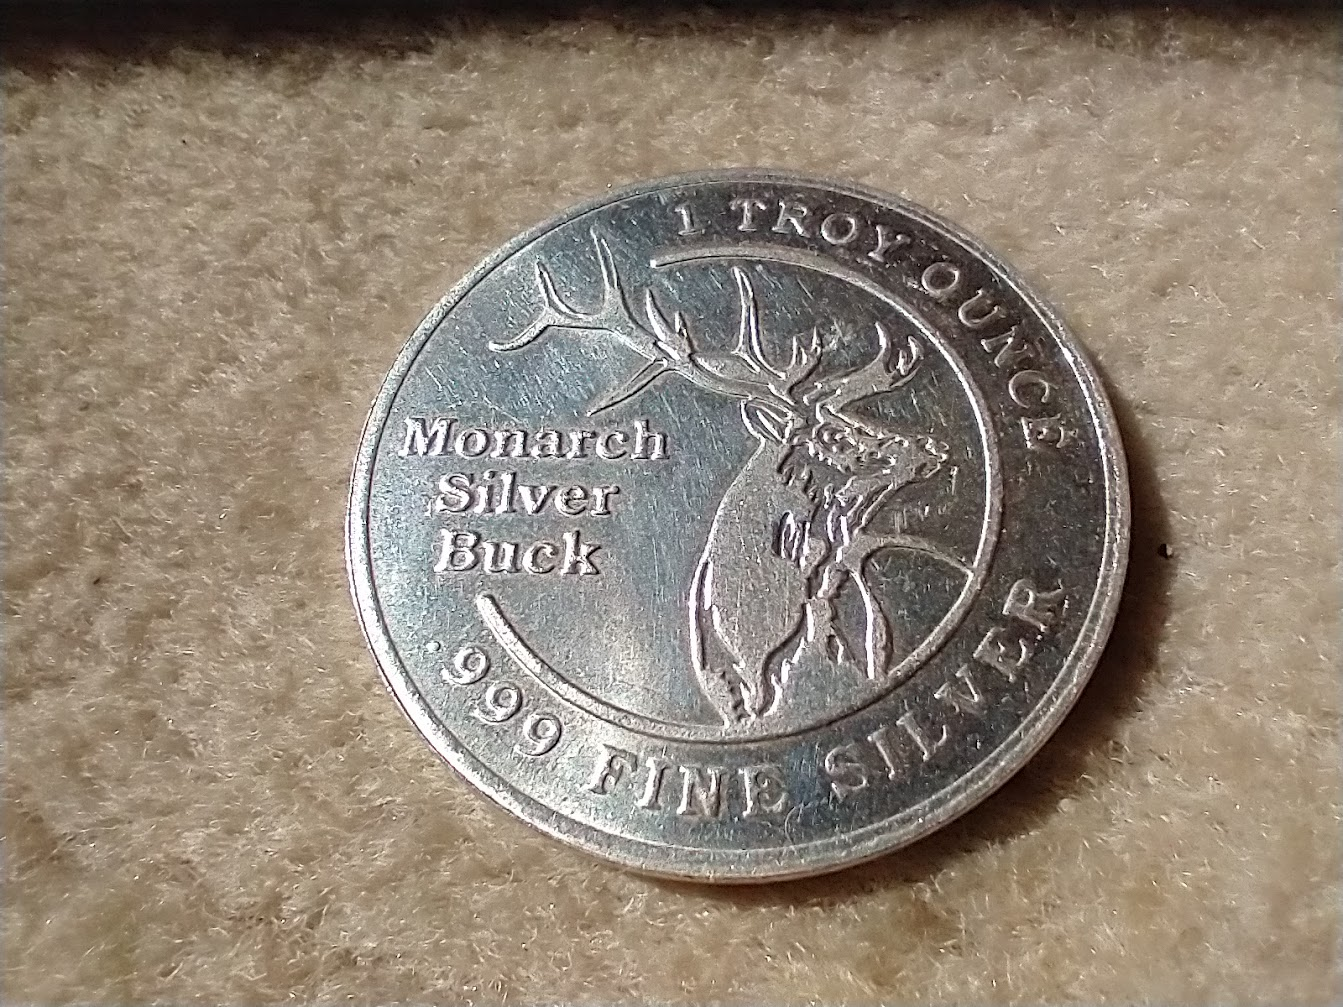 1 TROY OUNCE
Monarch
Silver
Buck
.999 FINE SILVER